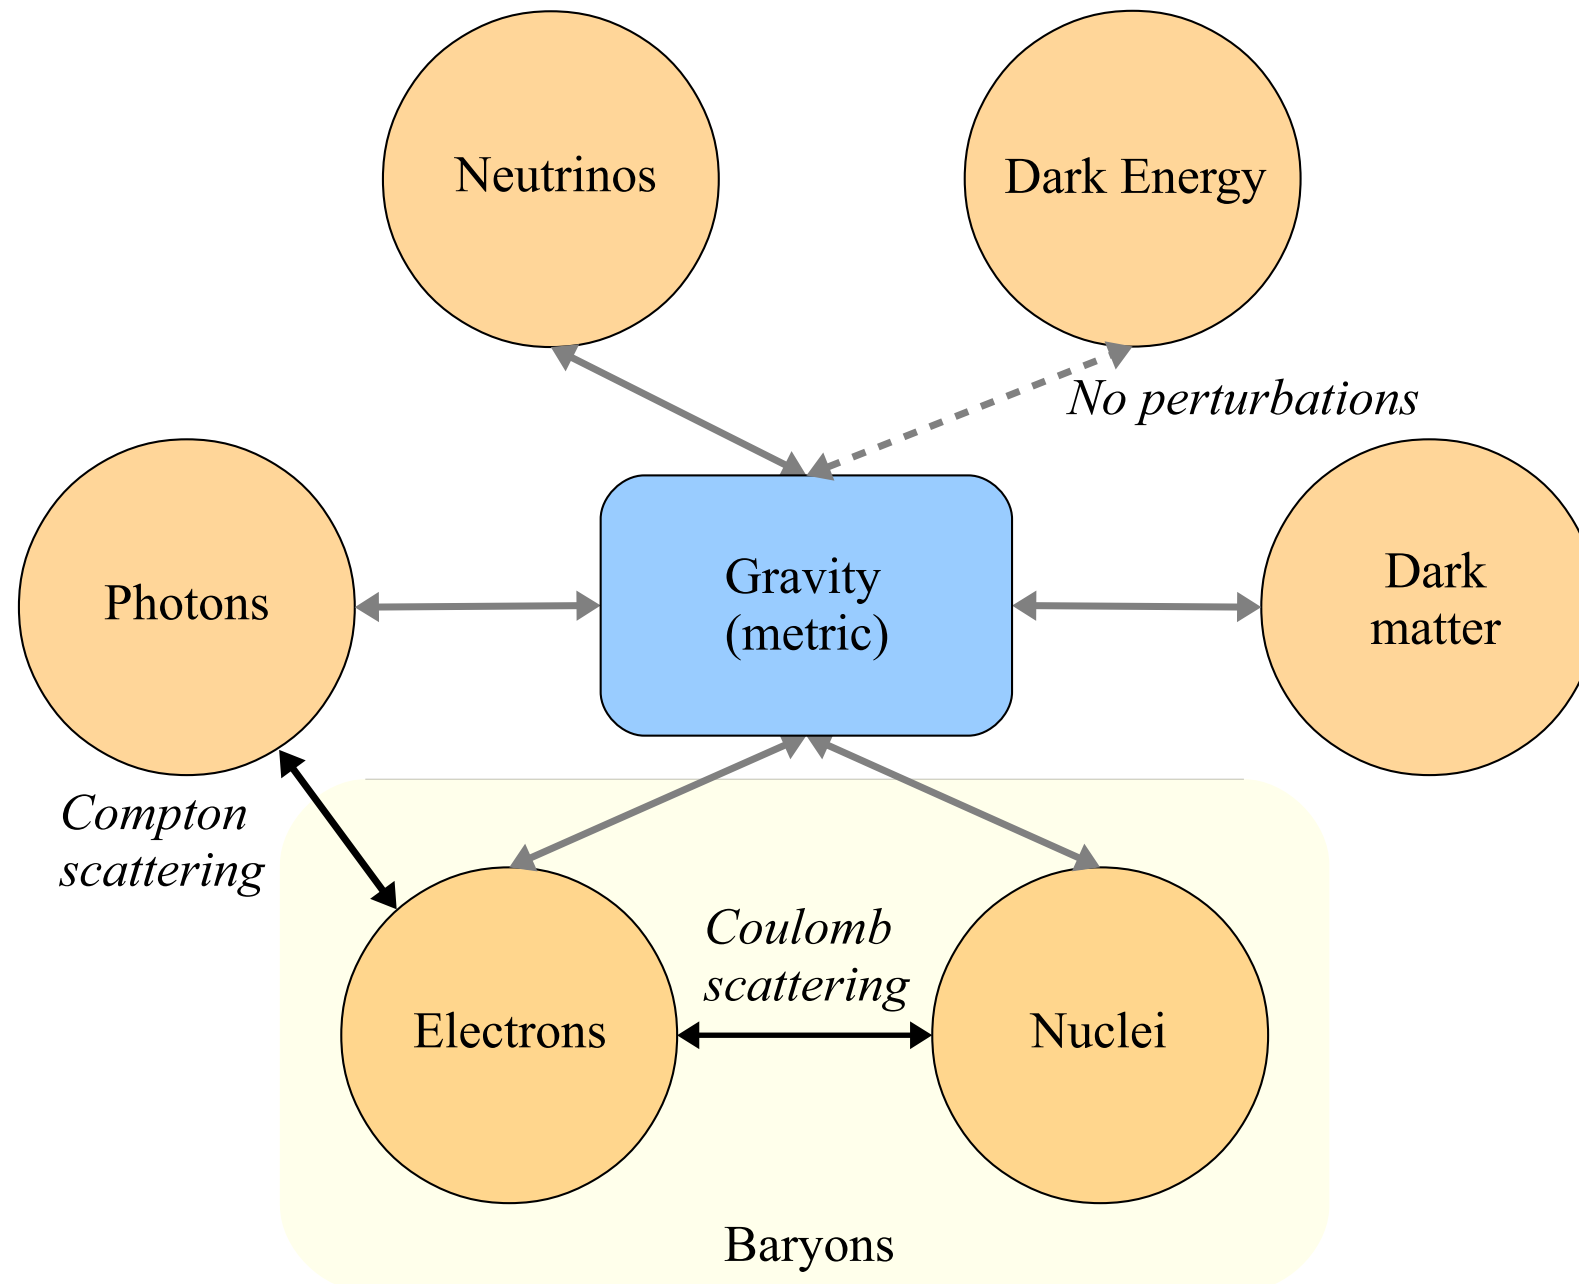 Neutrinos
Dark Energy
No perturbations
Photons
Gravity
(metric)
Dark
matter
Compton
scattering
Coulomb
scattering
Electrons
Nuclei
Baryons